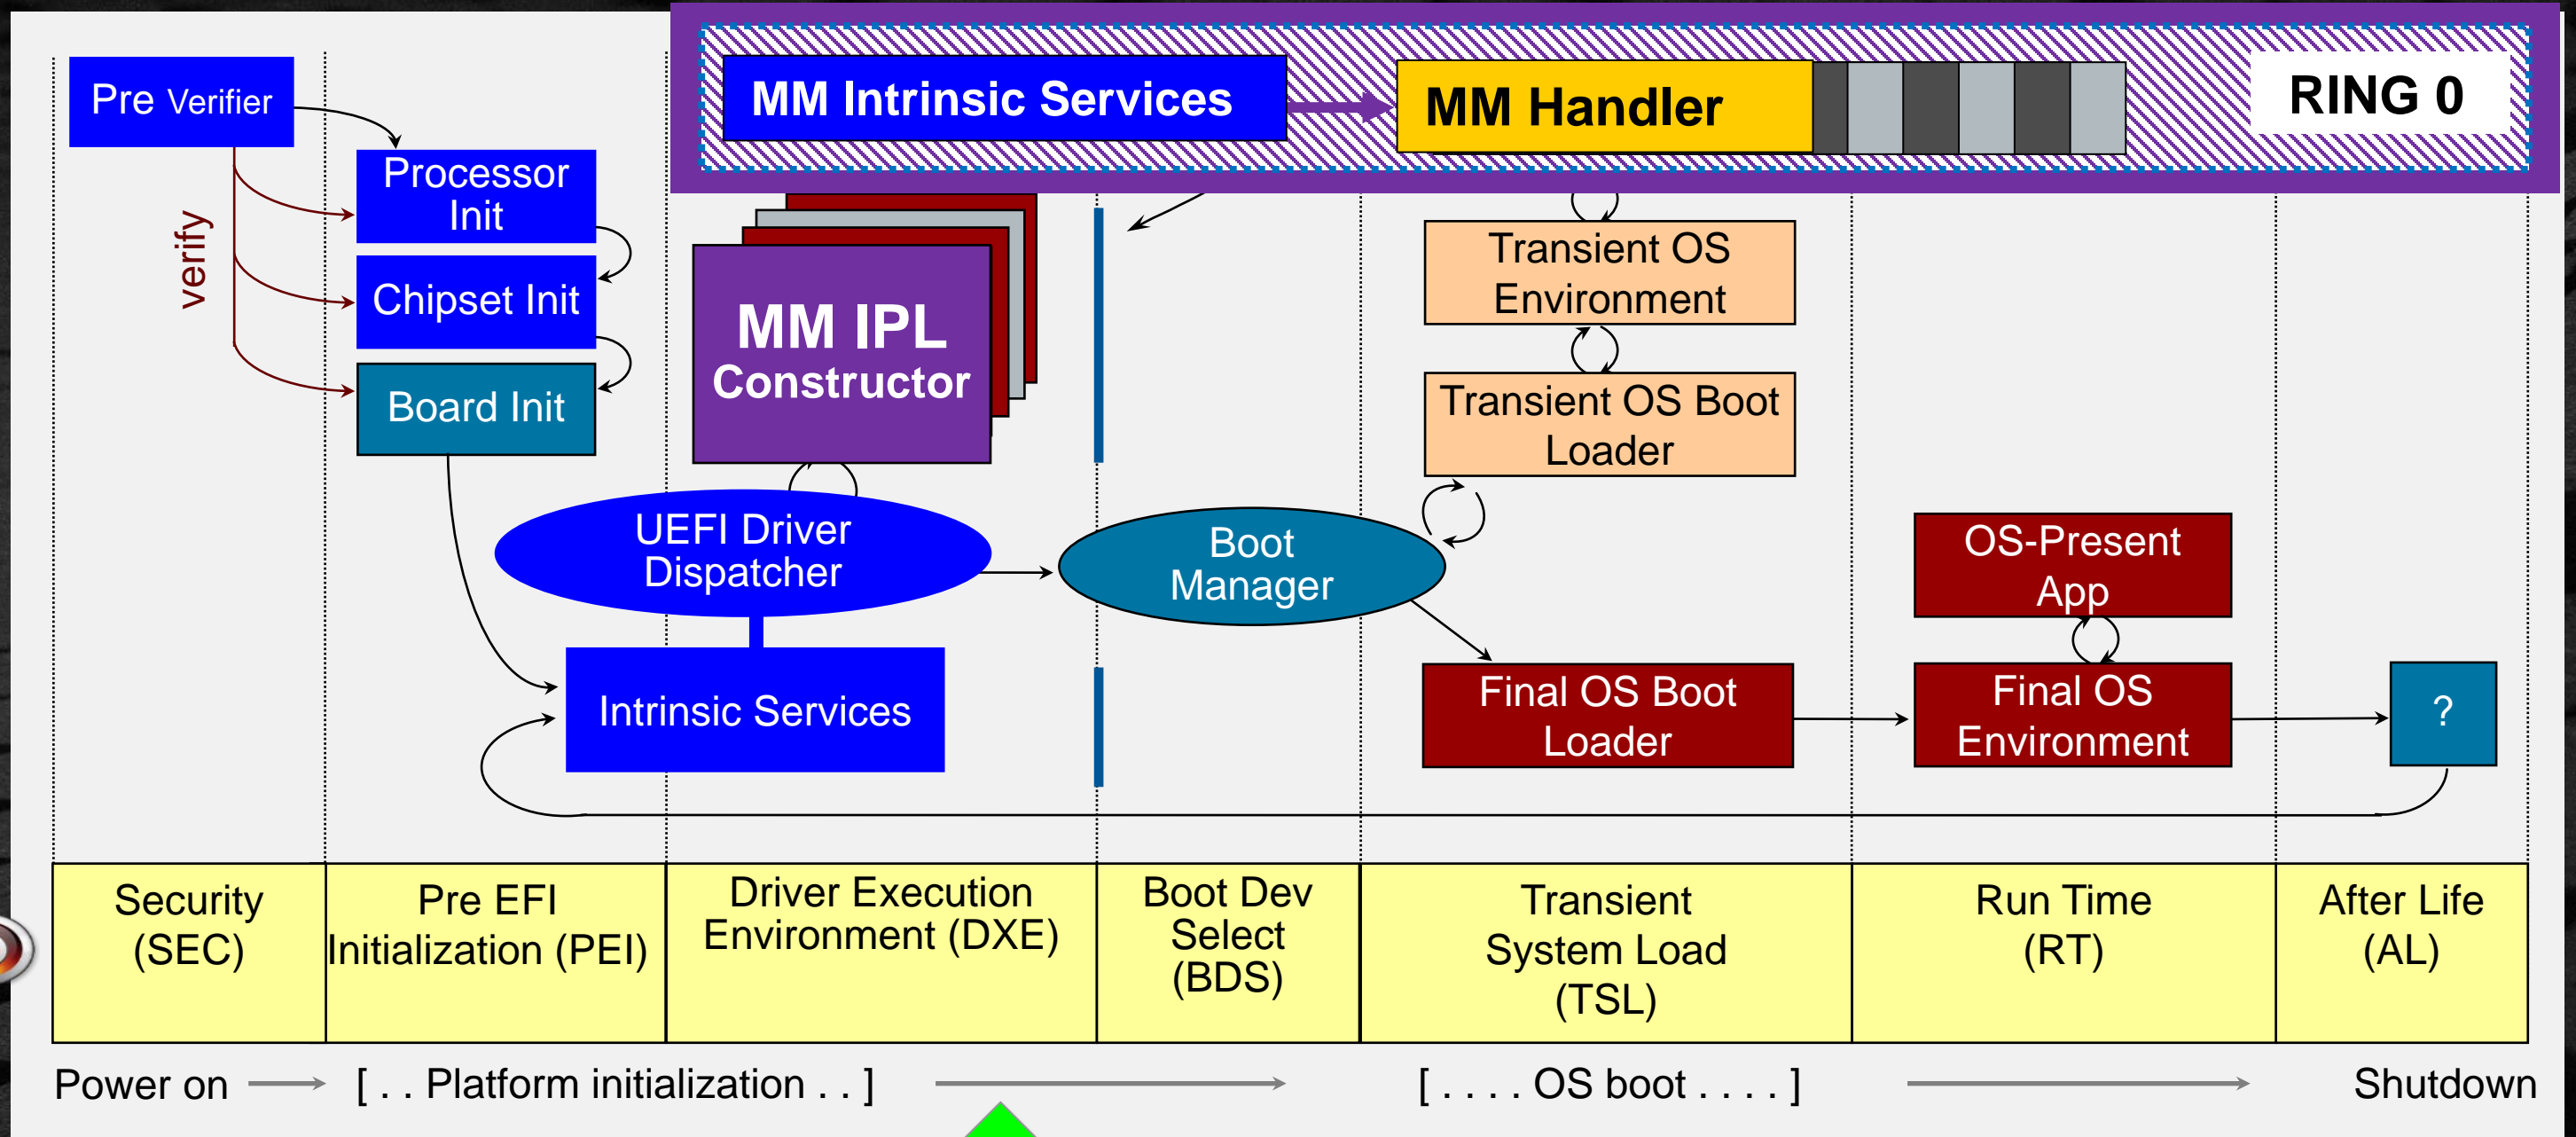 Pre Verifier
MM Intrinsic Services
MM Handler
RING 0
Processor
Init
verify
Chipset Init
Board Init
MM IPL
Constructor
Transient OS
Environment
Transient OS Boot
Loader
UEFI Driver
Dispatcher
Boot
Manager
OS-Present
App
Intrinsic Services
Final OS Boot
Loader
Final OS
Environment
?
Security
(SEC)
Pre EFI
Initialization (PEI)
Driver Execution
Environment (DXE)
Boot Dev
Select
(BDS)
Transient
System Load
(TSL)
Run Time
(RT)
After Life
(AL)
Power on
[ . . Platform initialization . . ]
[ . . . . OS boot . . . . ]
Shutdown